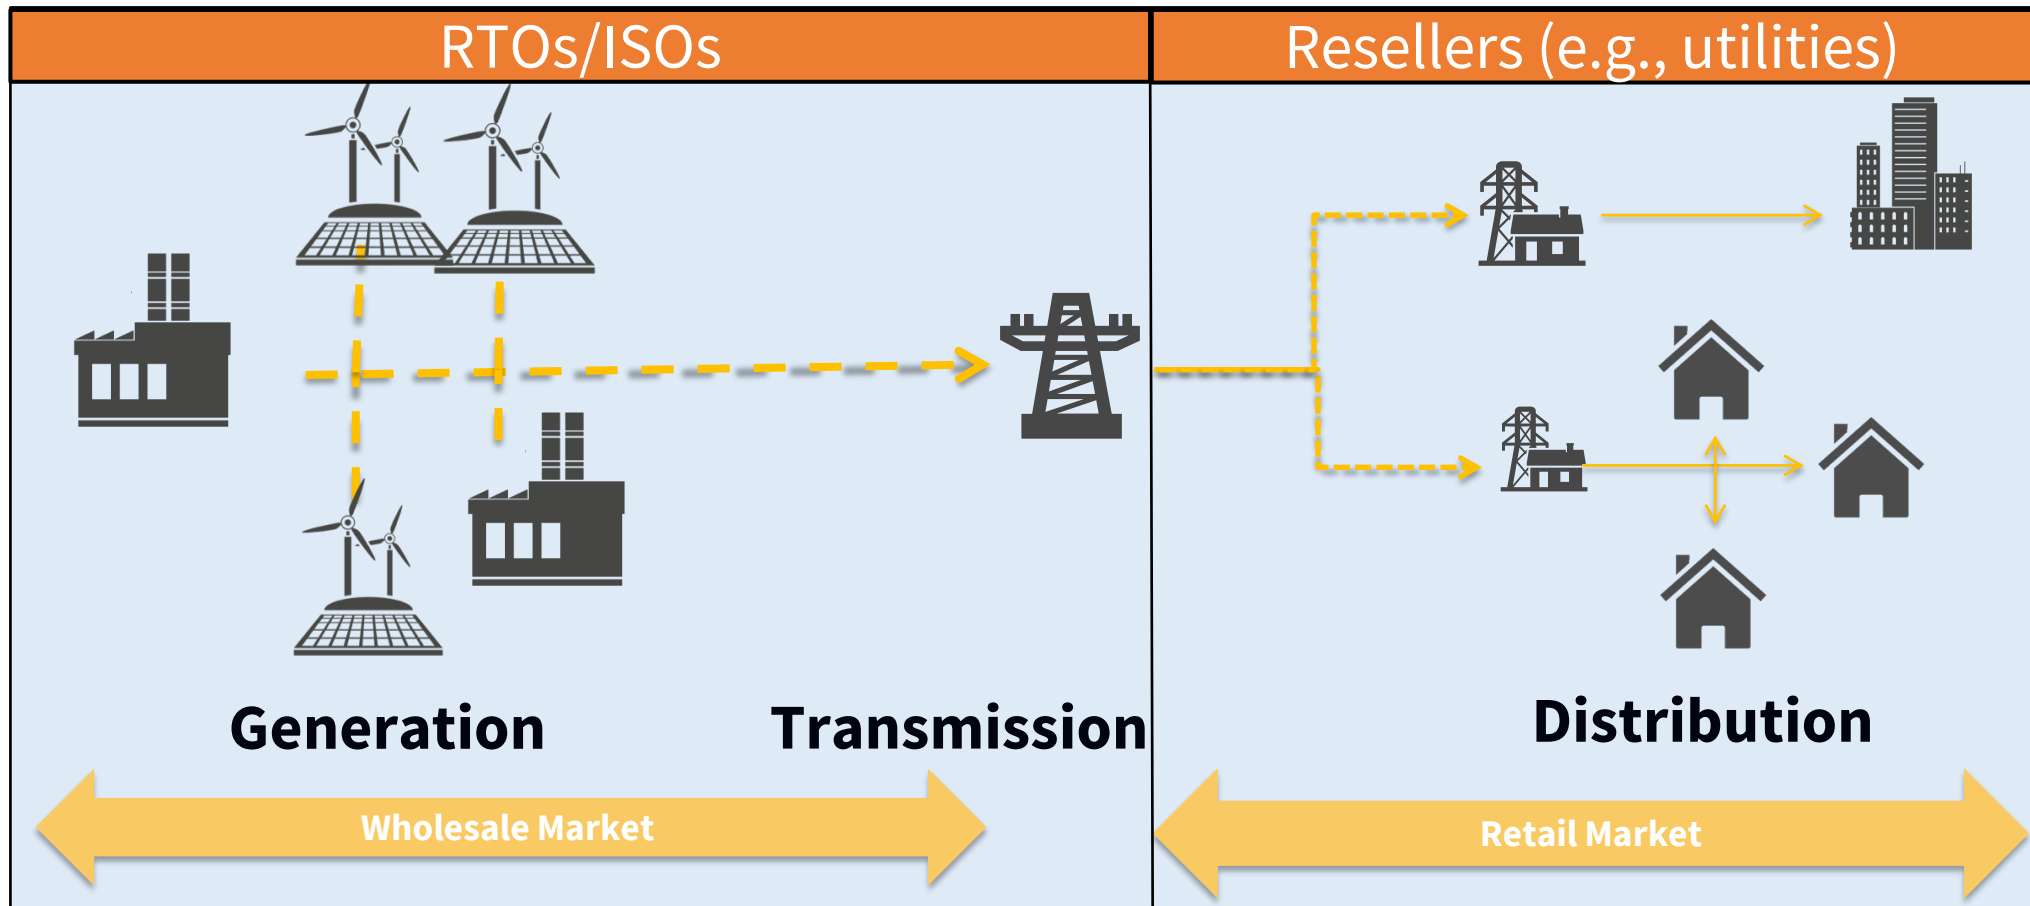 RTOs/ISOs
Resellers (e.g., utilities)
Generation
Transmission
Distribution
Wholesale Market
Retail Market